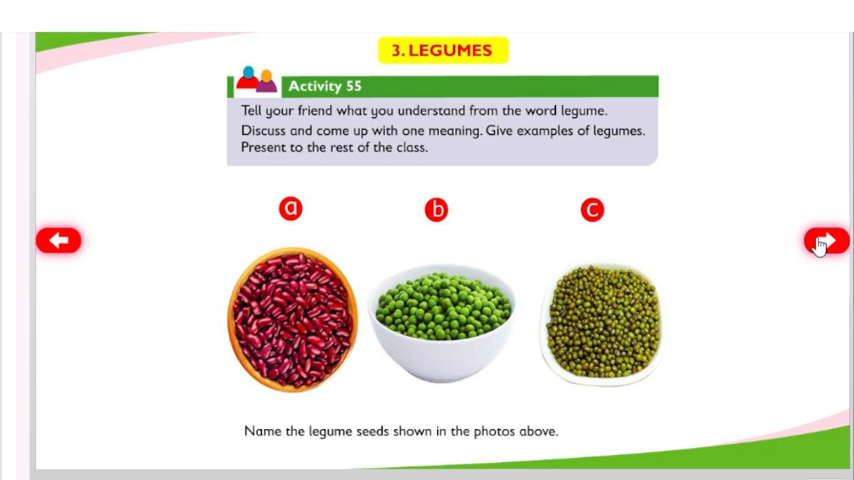 3. LEGUMES
Activity 55
Tell your friend what you understand from the word legume.
Discuss and come up with one meaning. Give examples of legumes.
Present to the rest of the class.
a b c
Name the legume seeds shown in the photos above.